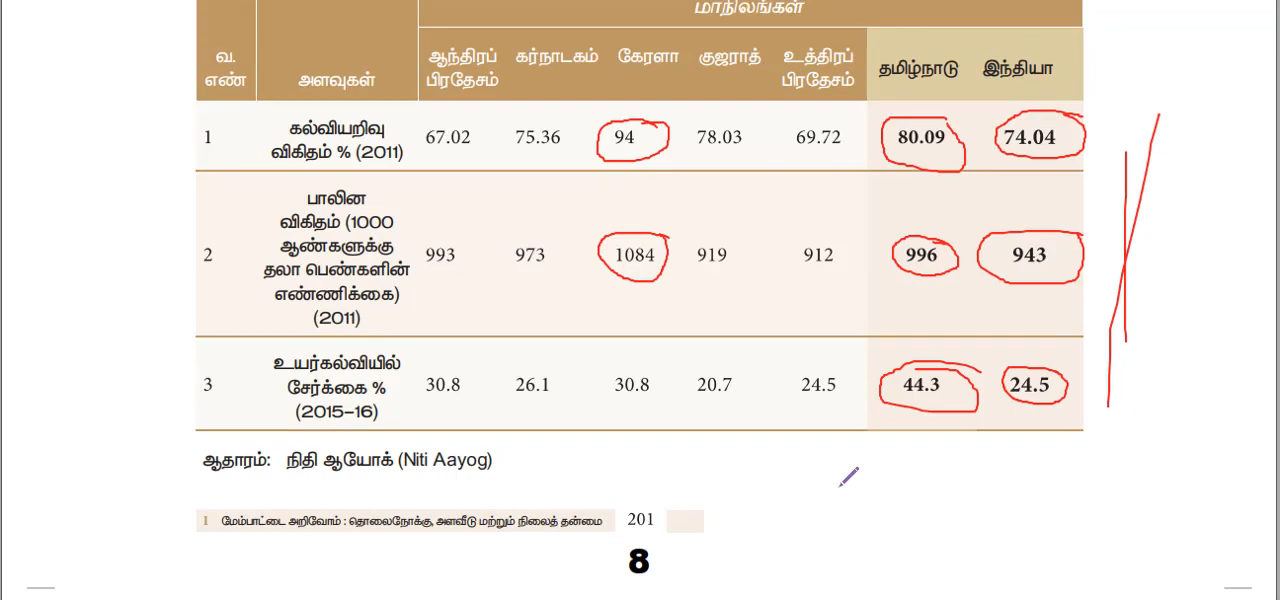 மாநிலங்கள்
வ. எண் அளவுகள் ஆந்திரப் பிரதேசம் கர்நாடகம் கேரளா குஜராத் உத்திரப் பிரதேசம் தமிழ்நாடு இந்தியா
1 கல்வியறிவு விகிதம் % (2011) 67.02 75.36 94 78.03 69.72 80.09 74.04
2 பாலின விகிதம் (1000 ஆண்களுக்கு தலா பெண்களின் எண்ணிக்கை) (2011) 993 973 1084 919 912 996 943
3 உயர்கல்வியில் சேர்க்கை % (2015–16) 30.8 26.1 30.8 20.7 24.5 44.3 24.5
ஆதாரம்: நிதி ஆயோக் (Niti Aayog)
I மேம்பாட்டை அறிவோம் : தொலைநோக்கு, அளவீடு மற்றும் நிலைத் தன்மை 201
8